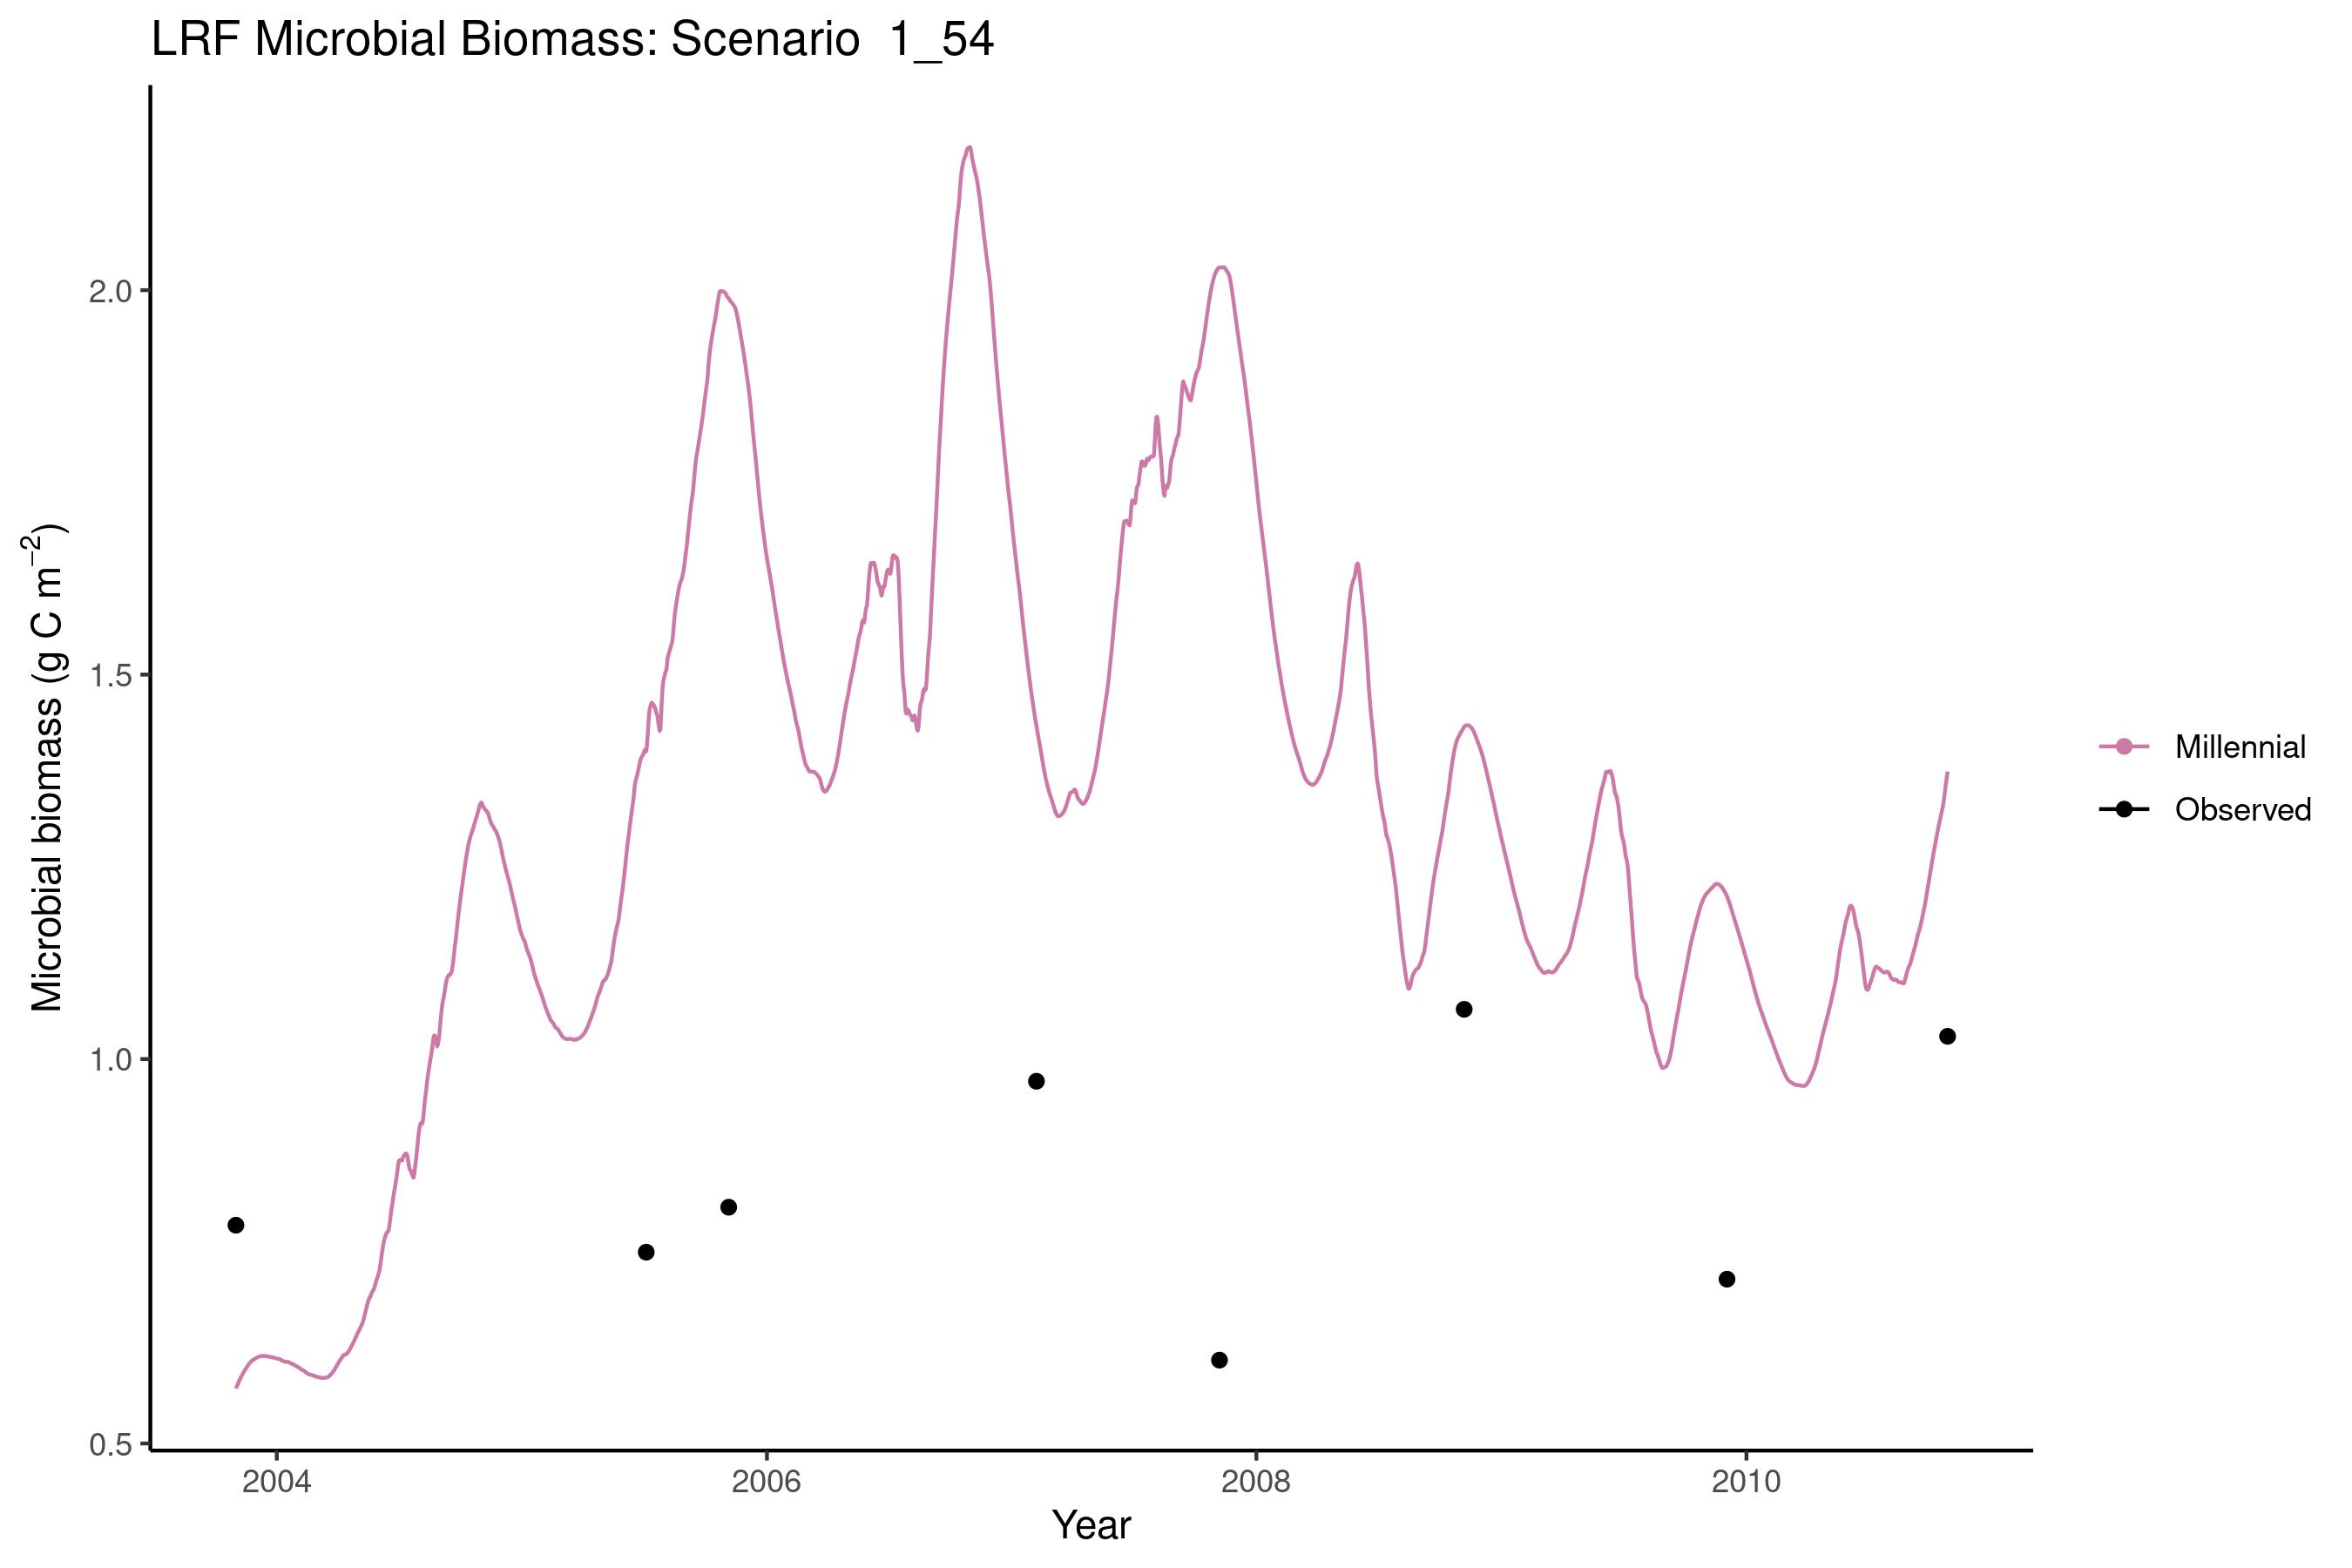 LRF Microbial Biomass: Scenario  1_54
Microbial biomass (g C m⁻²)
2.0
1.5
1.0
0.5
2004 2006 2008 2010
Year
Millennial
Observed